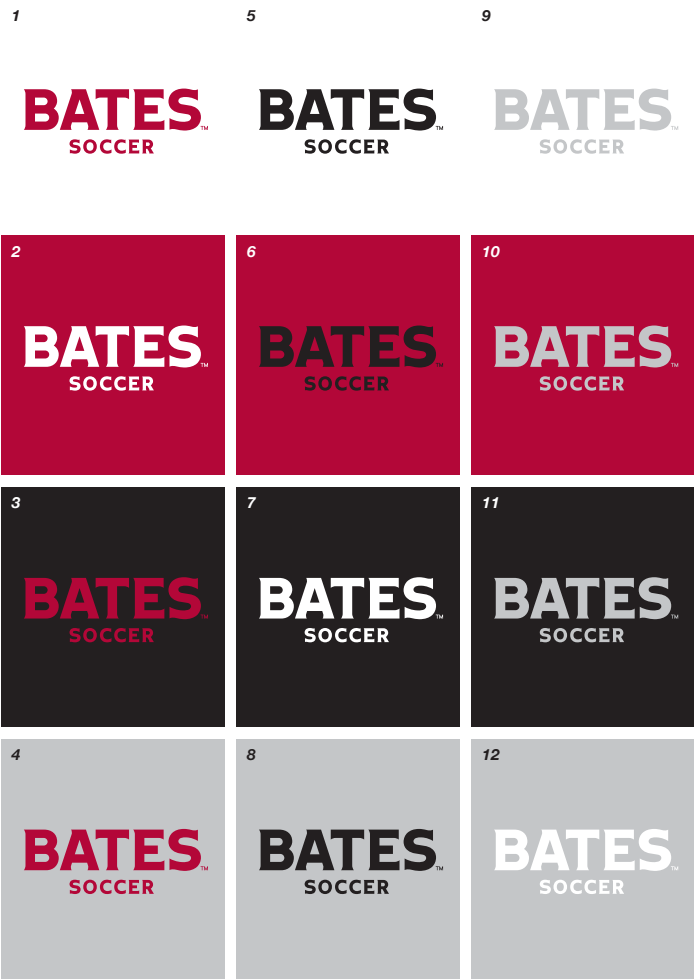 1
BATES™
SOCCER
5
BATES™
SOCCER
9
BATES™
SOCCER
2
BATES™
SOCCER
6
BATES™
SOCCER
10
BATES™
SOCCER
3
BATES™
SOCCER
7
BATES™
SOCCER
11
BATES™
SOCCER
4
BATES™
SOCCER
8
BATES™
SOCCER
12
BATES™
SOCCER